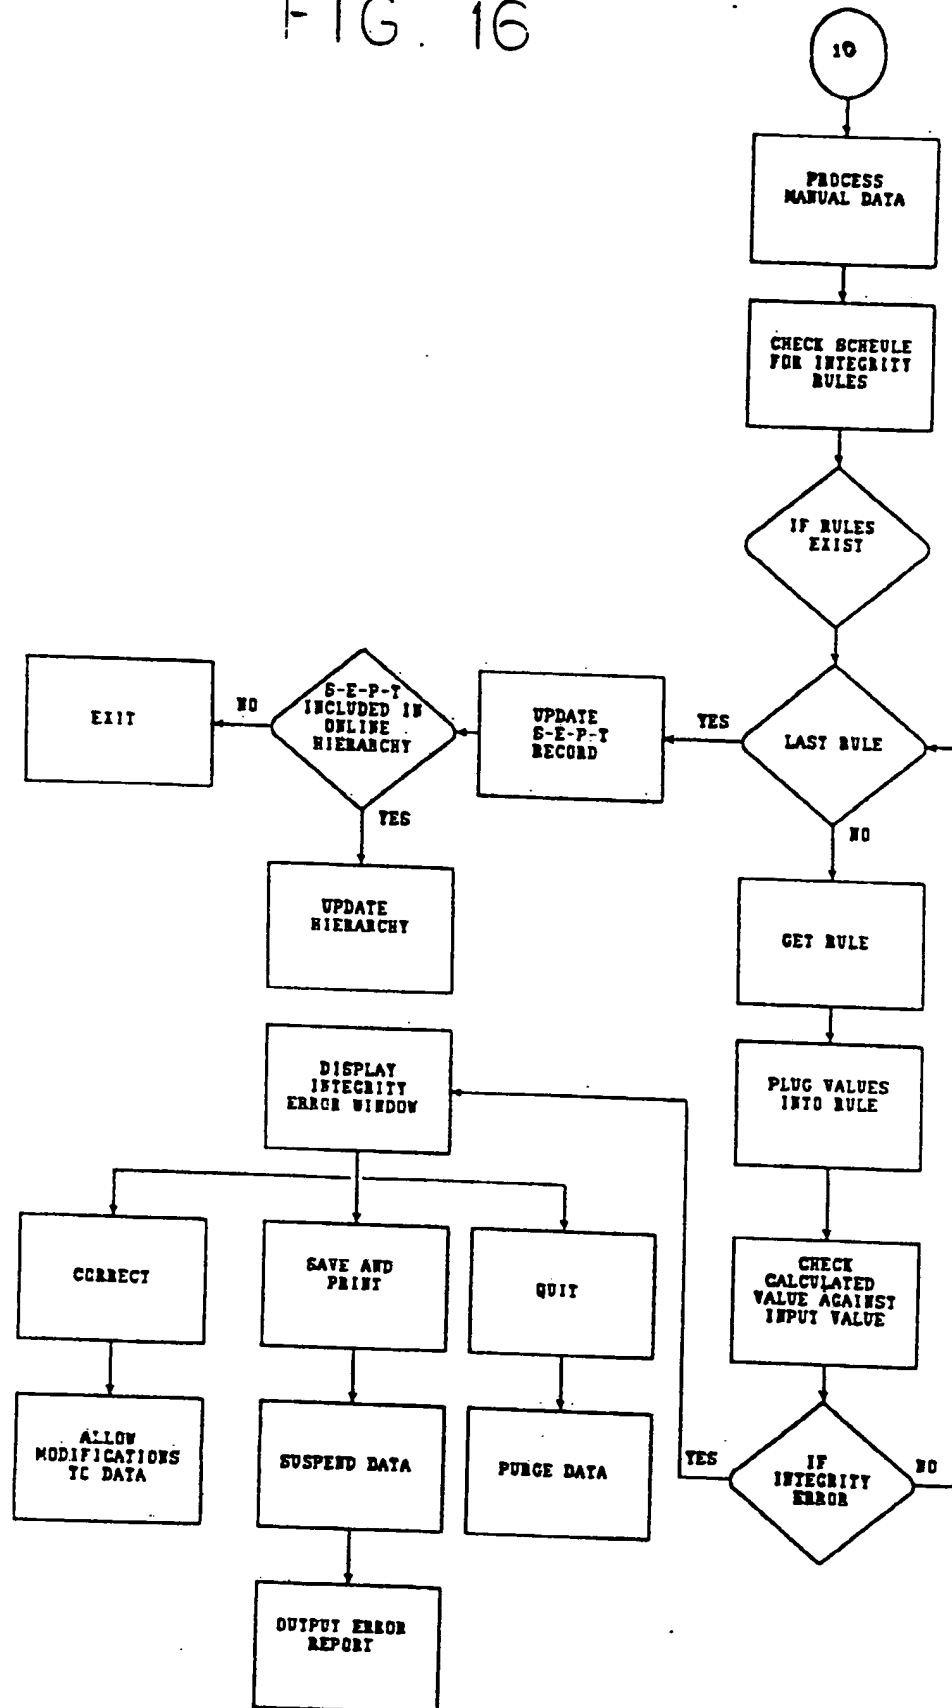 FIG. 16
10
PROCESS
MANUAL DATA
CHECK SCHEULE
FOR INTEGRITY
RULES
IF RULES
EXIST
EXIT
NO
S-E-P-T
INCLUDED IN
ONLINE
HIERARCHY
UPDATE
S-E-P-T
RECORD
YES
LAST RULE
YES
NO
UPDATE
HIERARCHY
GET RULE
DISPLAY
INTEGRITY
ERROR WINDOW
PLUG VALUES
INTO RULE
CORRECT
SAVE AND
PRINT
QUIT
CHECK
CALCULATED
VALUE AGAINST
INPUT VALUE
ALLOW
MODIFICATIONS
TO DATA
SUSPEND DATA
PURGE DATA
YES
IF
INTEGRITY
ERROR
NO
OUTPUT ERROR
REPORT